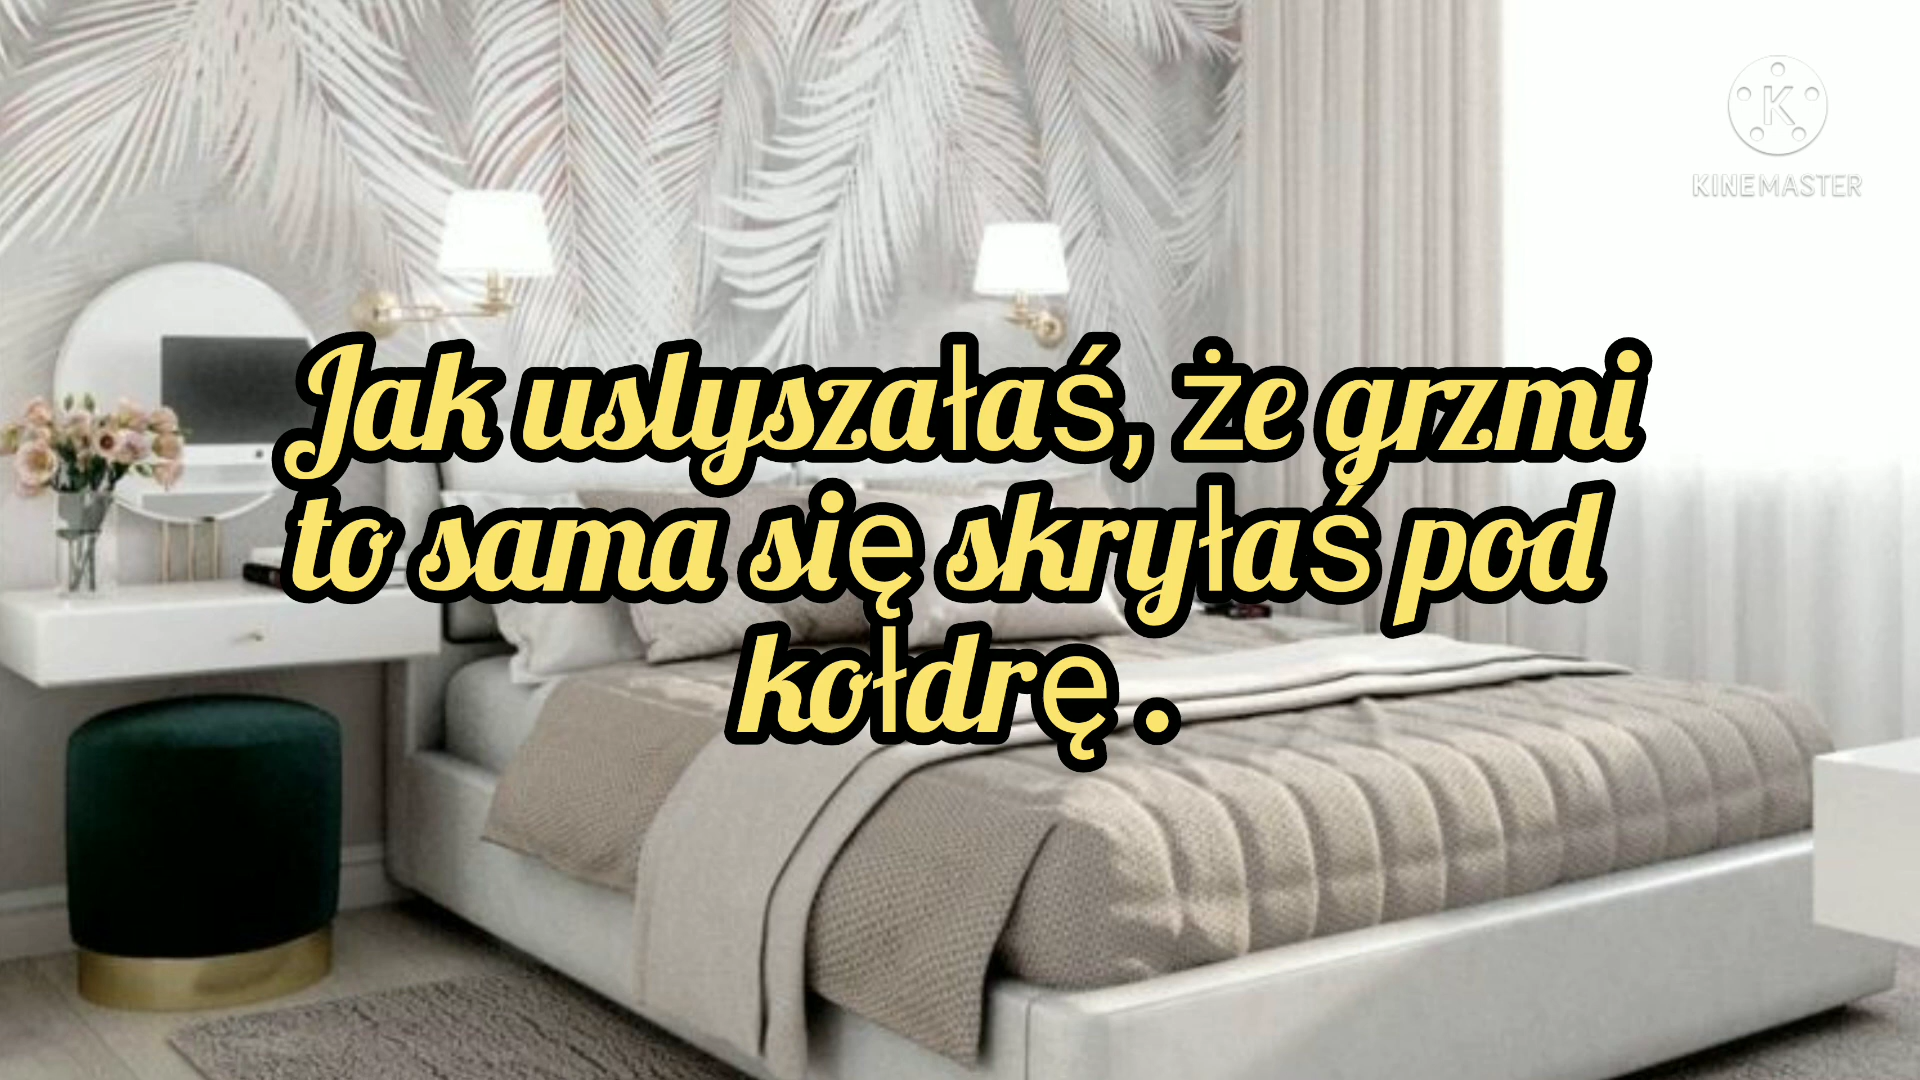 KINEMASTER
Jak uslyszałaś, że grzmi
to sama się skryłaś pod
kołdrę .